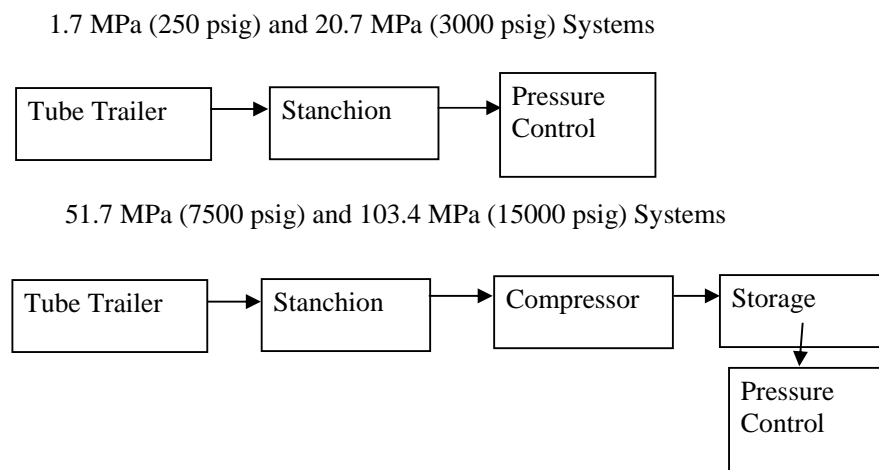 1.7 MPa (250 psig) and 20.7 MPa (3000 psig) Systems
Tube Trailer
Stanchion
Pressure
Control
51.7 MPa (7500 psig) and 103.4 MPa (15000 psig) Systems
Tube Trailer
Stanchion
Compressor
Storage
Pressure
Control